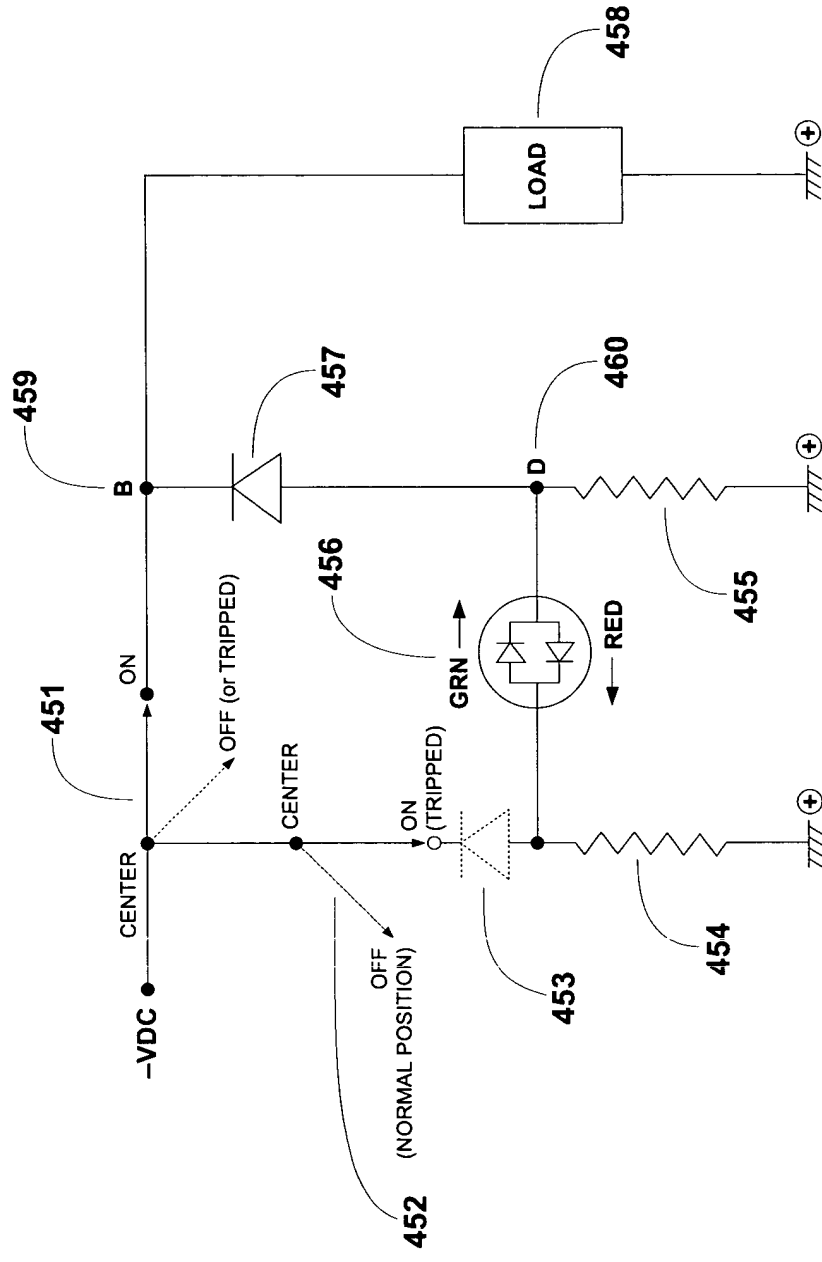 459
451
B
ON
CENTER
–VDC
OFF (or TRIPPED)
457
CENTER
456
OFF
(NORMAL POSITION)
ON
(TRIPPED)
452
GRN
D
LOAD
458
460
453
RED
454
455
+
+
+